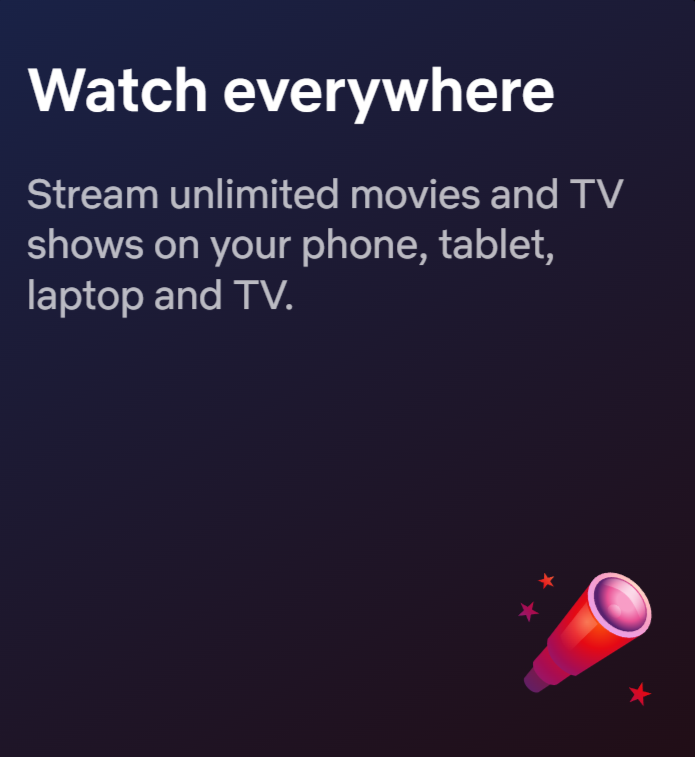 Watch everywhere
Stream unlimited movies and TV
shows on your phone, tablet,
laptop and TV.